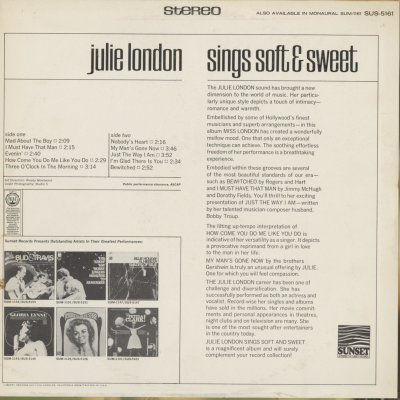 stereo
ALSO AVAILABLE IN MONAURAL SUM-1161 SUS-5161
julie london sings soft & sweet
side one
Mad About The Boy 2:09
I Must Have That Man 2:15
Evenin' 2:40
How Come You Do Me Like You Do 2:29
Three O'Clock In The Morning 3:14
side two
Nobody's Heart 2:16
My Man's Gone Now 3:46
Just The Way I Am 3:52
I'm Glad There Is You 2:34
Bewitched 2:52
Public performance clearance, ASCAP
Sunset Records Presents Outstanding Artists In Their Greatest Performances:
BUD TRAVIS
GLORIA LYNNE
The JULIE LONDON sound has brought a new
dimension to the world of music. Her particu-
larly unique style depicts a touch of intimacy—
romance and warmth.
Embellished by some of Hollywood's finest
musicians and superb arrangements—in this
album MISS LONDON has created a wonderfully
mellow mood. One that only an exceptional
technique can achieve. The soothing effortless
freedom of her performance is a breathtaking
experience.
Embodied within these grooves are several
of the most beautiful standards of our era—
such as BEWITCHED by Rogers and Hart
and I MUST HAVE THAT MAN by Jimmy McHugh
and Dorothy Fields. You'll thrill to her exciting
presentation of JUST THE WAY I AM—written
by her talented musician-composer husband,
Bobby Troup.
The lilting up-tempo interpretation of
HOW COME YOU DO ME LIKE YOU DO is
indicative of her versatility as a singer. It depicts
a provocative reprimand from a girl in love
to the man in her life.
MY MAN'S GONE NOW by the brothers
Gershwin is truly an unusual offering by JULIE.
One for which you will feel compassion.
THE JULIE LONDON career has been one of
challenge and diversification. She has
successfully performed as both an actress and
vocalist. Record wise her singles and albums
have sold in the millions. Her movie commit-
ments and personal appearances in theatres,
night clubs and on television are many. She
is one of the most sought-after entertainers
in the country today.
JULIE LONDON SINGS SOFT AND SWEET
is a magnificent album and will surely
complement your record collection!
SUNSET